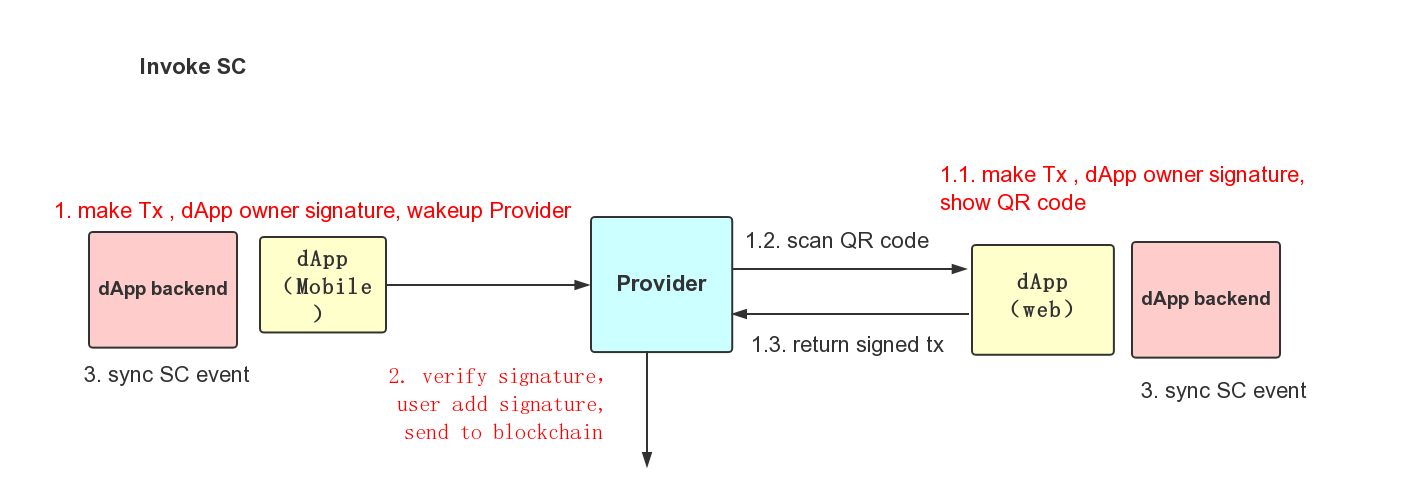 Invoke SC
1.1. make Tx , dApp owner signature,
show QR code
1. make Tx , dApp owner signature, wakeup Provider
1.2. scan QR code
dApp backend
dApp
（Mobile
）
Provider
dApp
（web）
dApp backend
1.3. return signed tx
3. sync SC event
2. verify signature，
user add signature，
send to blockchain
3. sync SC event